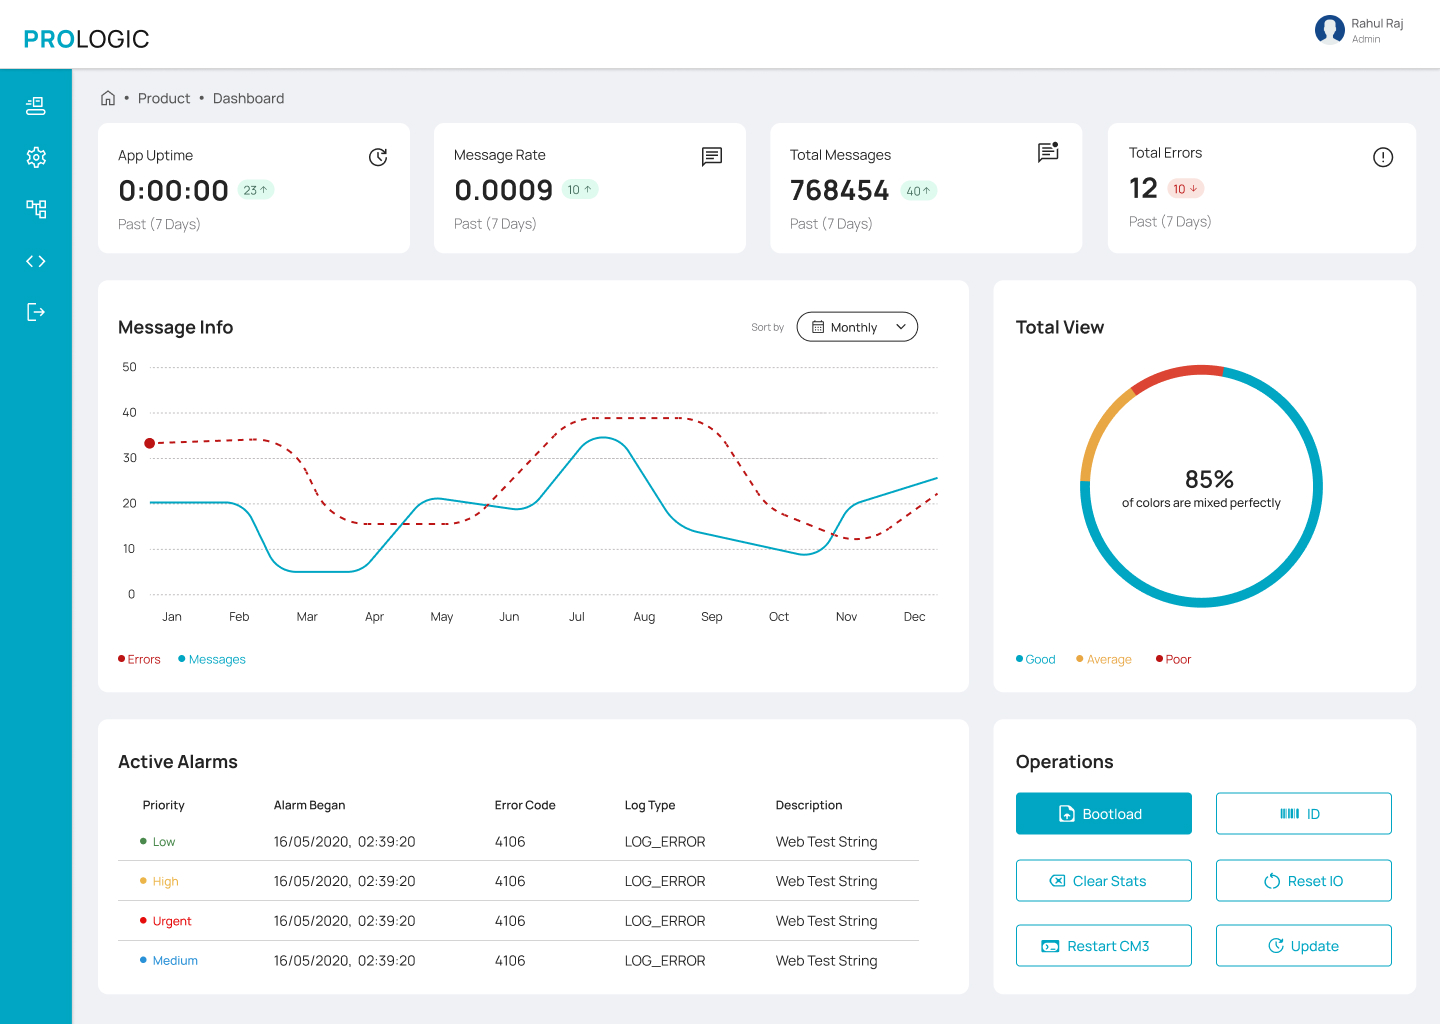 PROLOGIC
Rahul Raj
Admin
• Product • Dashboard
App Uptime
0:00:00 23 ↑
Past (7 Days)
Message Rate
0.0009 10 ↑
Past (7 Days)
Total Messages
768454 40 ↑
Past (7 Days)
Total Errors
12 10 ↓
Past (7 Days)
Message Info
Sort by Monthly
50
40
30
20
10
0
Jan Feb Mar Apr May Jun Jul Aug Sep Oct Nov Dec
Errors Messages
Total View
85%
of colors are mixed perfectly
Good Average Poor
Active Alarms
Priority Alarm Began Error Code Log Type Description
Low 16/05/2020, 02:39:20 4106 LOG_ERROR Web Test String
High 16/05/2020, 02:39:20 4106 LOG_ERROR Web Test String
Urgent 16/05/2020, 02:39:20 4106 LOG_ERROR Web Test String
Medium 16/05/2020, 02:39:20 4106 LOG_ERROR Web Test String
Operations
Bootload ID
Clear Stats Reset IO
Restart CM3 Update